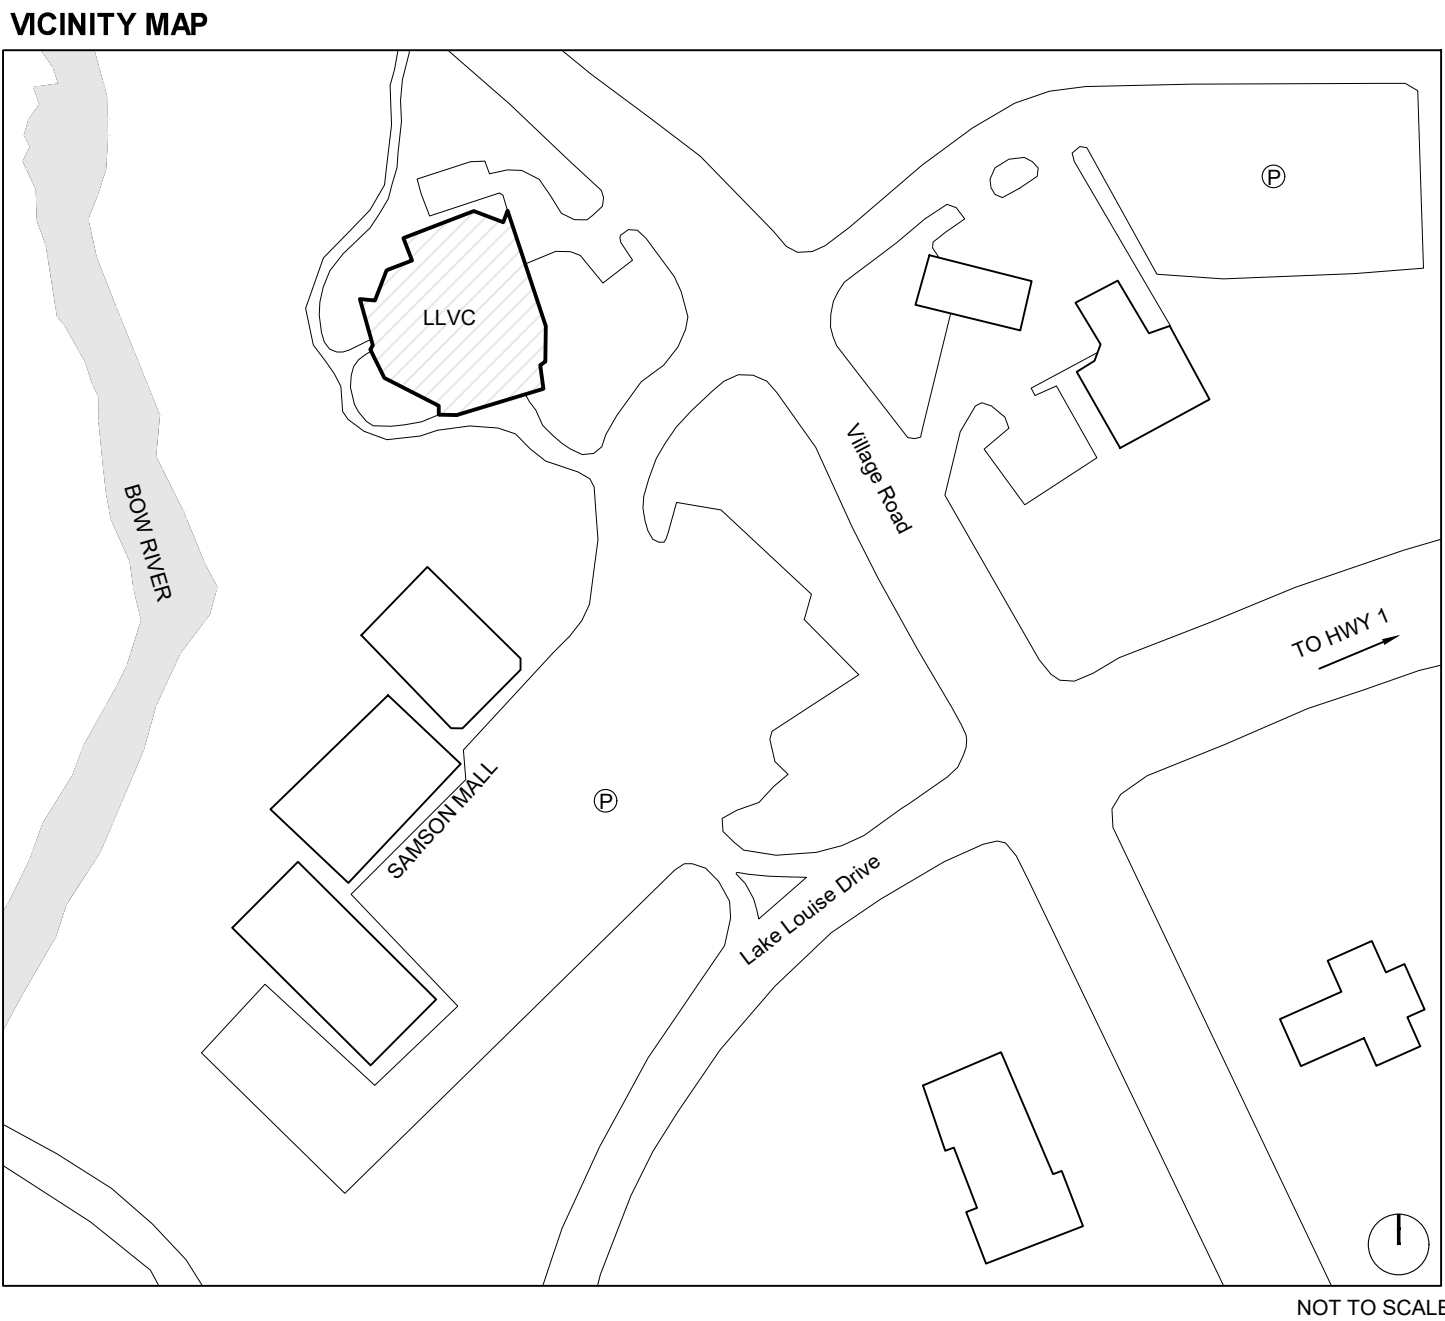 VICINITY MAP
P
LLVC
Village Road
BOW RIVER
TO HWY 1
SAMSON MALL
P
Lake Louise Drive
NOT TO SCALE